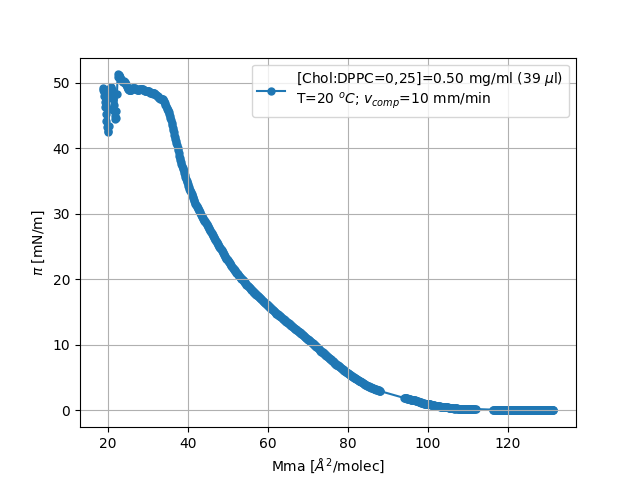 [Chol:DPPC=0,25]=0.50 mg/ml (39 μl)
T=20 °C; v_comp=10 mm/min
50
40
30
20
10
0
π [mN/m]
20 40 60 80 100 120
Mma [Å²/molec]